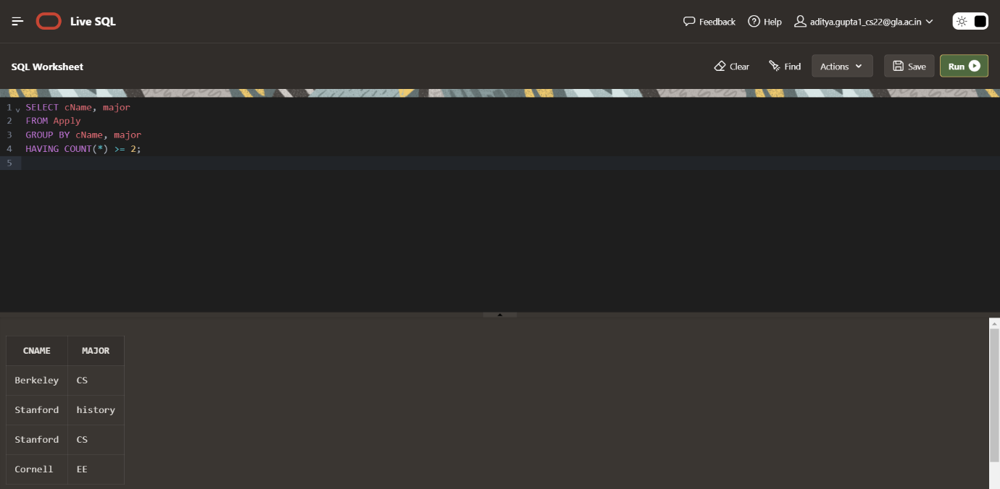 Live SQL
Feedback Help aditya.gupta1_cs22@gla.ac.in
SQL Worksheet
Clear Find Actions Save Run
1 SELECT cName, major
2 FROM Apply
3 GROUP BY cName, major
4 HAVING COUNT(*) >= 2;
5
CNAME MAJOR
Berkeley CS
Stanford history
Stanford CS
Cornell EE